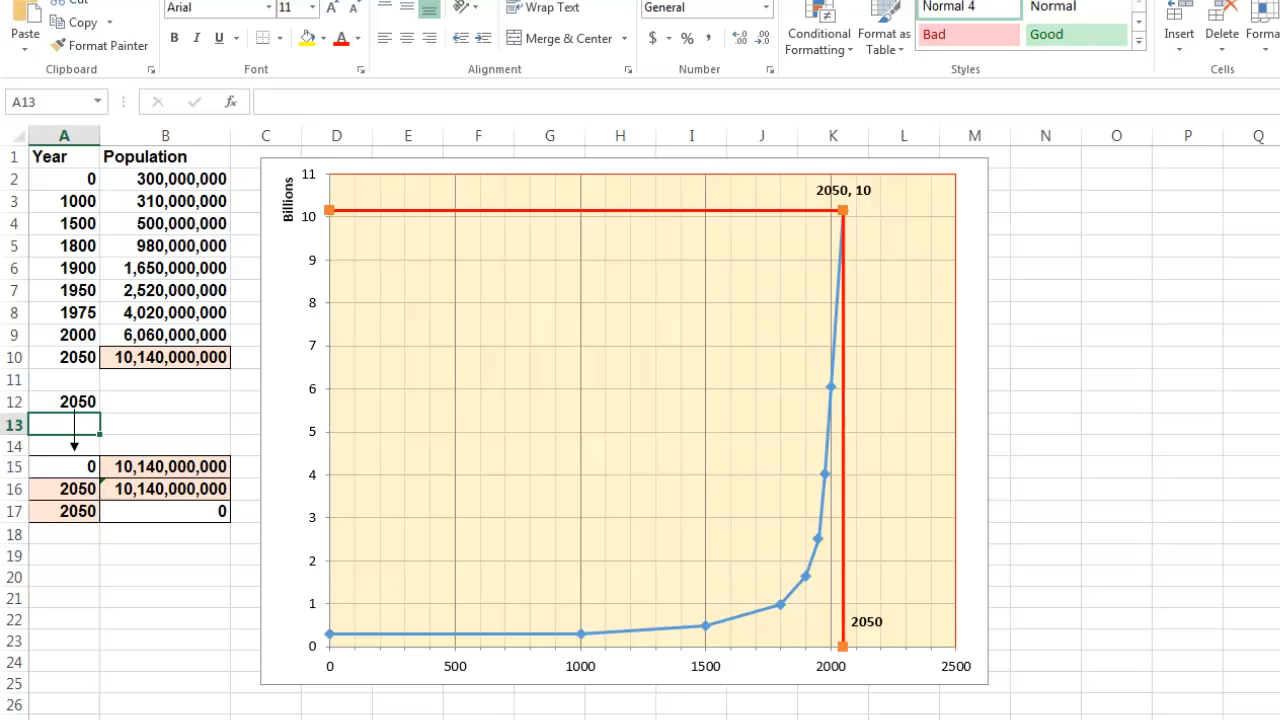 Cut
Arial 11 A A
Wrap Text
General
Normal 4 Normal
Paste
Copy
Format Painter
B I U A
Merge & Center
$ % ,
Conditional Formatting
Format as Table
Bad Good
Insert Delete Forma
Clipboard Font Alignment Number Styles Cells
A13 fx
A B C D E F G H I J K L M N O P Q
1 Year Population
2 0 300,000,000
3 1000 310,000,000
4 1500 500,000,000
5 1800 980,000,000
6 1900 1,650,000,000
7 1950 2,520,000,000
8 1975 4,020,000,000
9 2000 6,060,000,000
10 2050 10,140,000,000
11
12 2050
13
14
15 0 10,140,000,000
16 2050 10,140,000,000
17 2050 0
18
19
20
21
22
23
24
25
26
Billions
11
10
9
8
7
6
5
4
3
2
1
0
2050, 10
2050
0 500 1000 1500 2000 2500